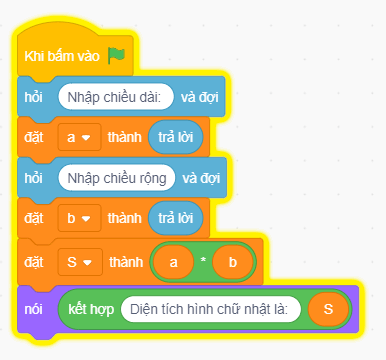 Khi bấm vào
hỏi Nhập chiều dài: và đợi
đặt a thành trả lời
hỏi Nhập chiều rộng và đợi
đặt b thành trả lời
đặt S thành a * b
nói kết hợp Diện tích hình chữ nhật là: S